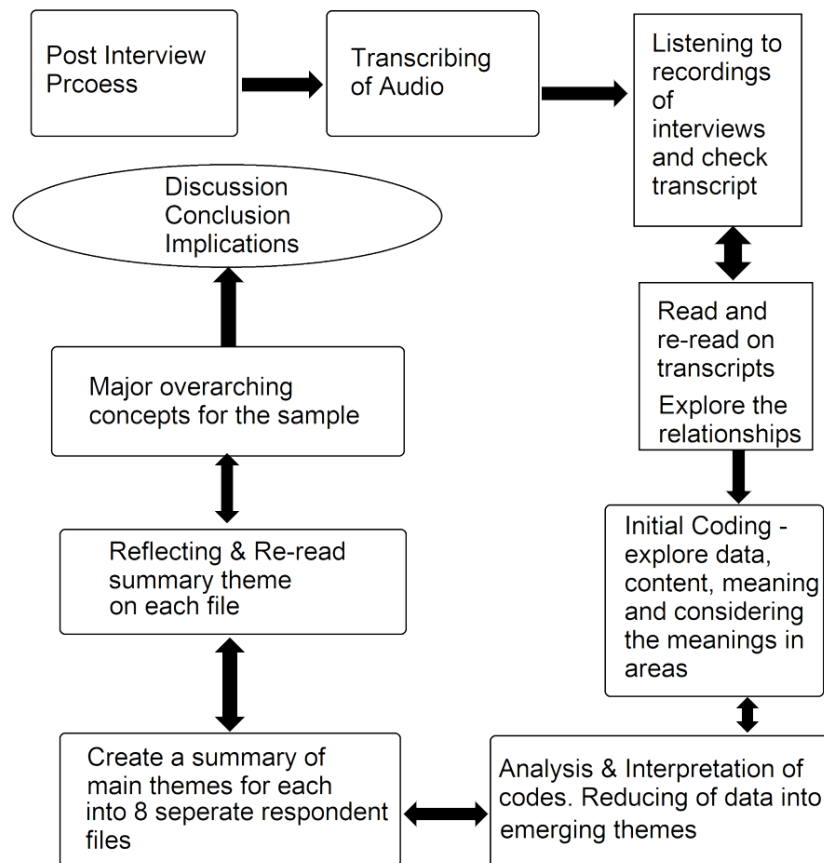 Post Interview
Prcoess
Transcribing
of Audio
Listening to
recordings
of
interviews
and check
transcript
Read and
re-read on
transcripts
Explore the
relationships
Initial Coding -
explore data,
content, meaning
and considering
the meanings in
areas
Analysis & Interpretation of
codes. Reducing of data into
emerging themes
Create a summary of
main themes for each
into 8 seperate respondent
files
Reflecting & Re-read
summary theme
on each file
Major overarching
concepts for the sample
Discussion
Conclusion
Implications